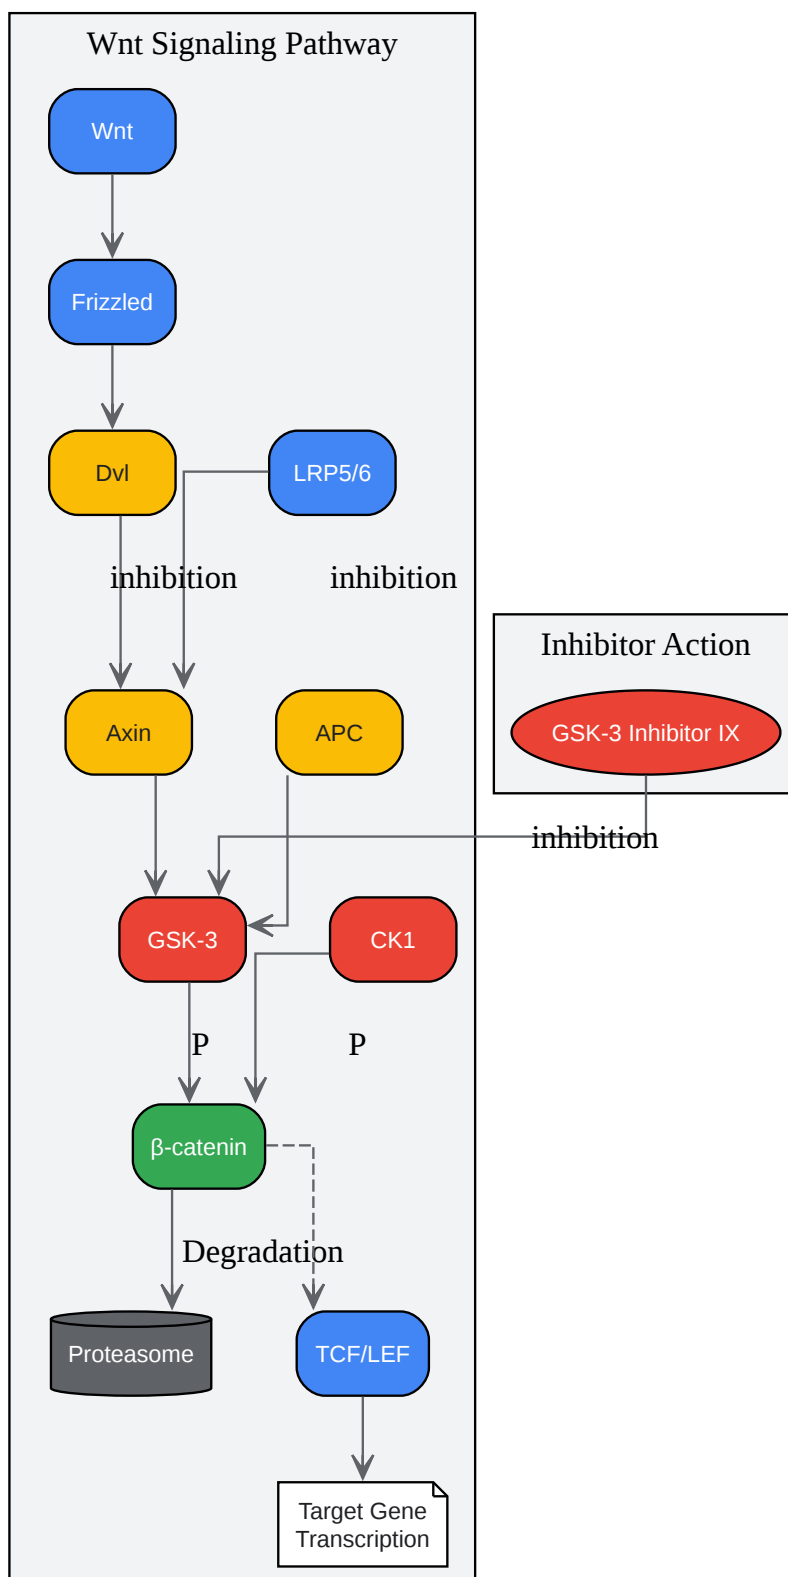 Wnt Signaling Pathway
Wnt
Frizzled
Dvl
LRP5/6
inhibition
inhibition
Inhibitor Action
Axin
APC
GSK-3 Inhibitor IX
inhibition
GSK-3
CK1
P
P
β-catenin
Degradation
Proteasome
TCF/LEF
Target Gene
Transcription